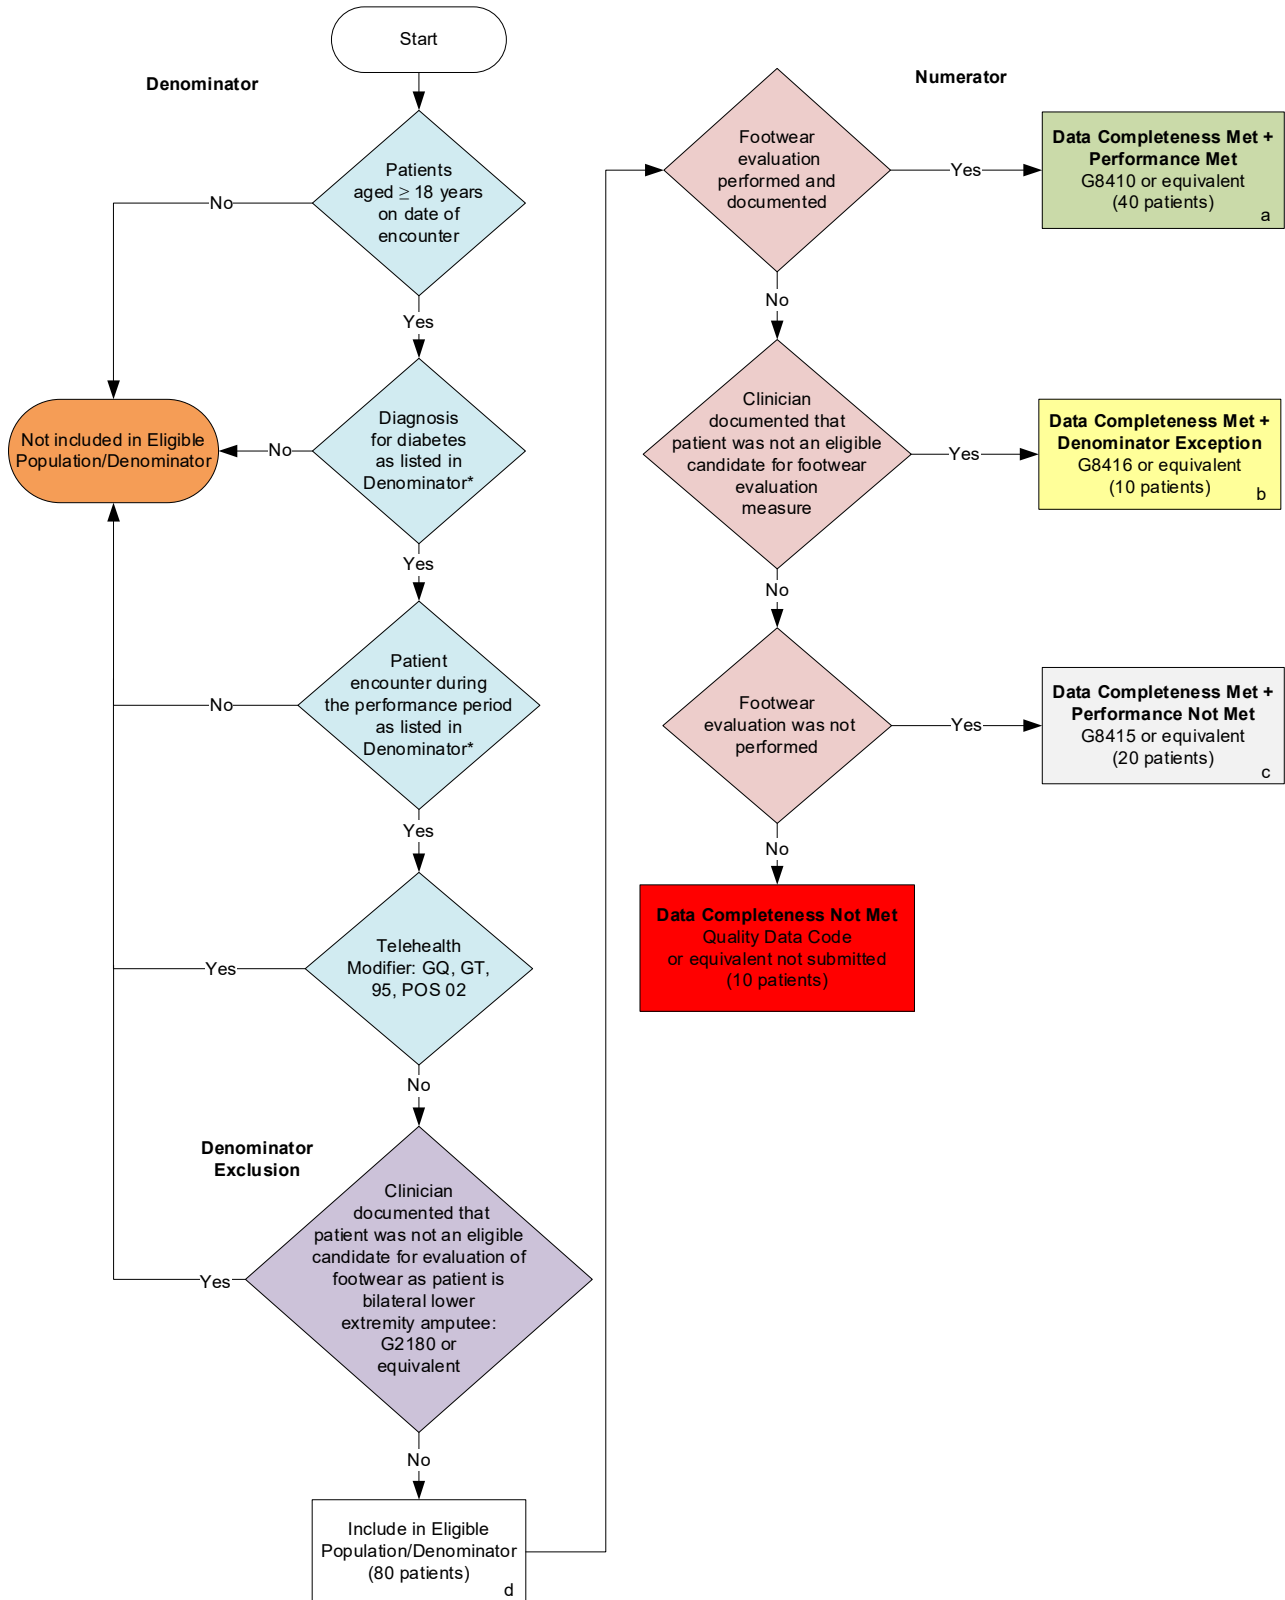 Start
Denominator
Patients
aged ≥ 18 years
on date of
encounter
No
Yes
Not included in Eligible
Population/Denominator
No
Diagnosis
for diabetes
as listed in
Denominator*
Yes
Patient
encounter during
the performance period
as listed in
Denominator*
No
Yes
Telehealth
Modifier: GQ, GT,
95, POS 02
Yes
No
Denominator
Exclusion
Clinician
documented that
patient was not an eligible
candidate for evaluation of
footwear as patient is
bilateral lower
extremity amputee:
G2180 or
equivalent
Yes
No
Include in Eligible
Population/Denominator
(80 patients)
d
Numerator
Footwear
evaluation
performed and
documented
Yes
Data Completeness Met +
Performance Met
G8410 or equivalent
(40 patients)
a
No
Clinician
documented that
patient was not an eligible
candidate for footwear
evaluation
measure
Yes
Data Completeness Met +
Denominator Exception
G8416 or equivalent
(10 patients)
b
No
Footwear
evaluation was not
performed
Yes
Data Completeness Met +
Performance Not Met
G8415 or equivalent
(20 patients)
c
No
Data Completeness Not Met
Quality Data Code
or equivalent not submitted
(10 patients)